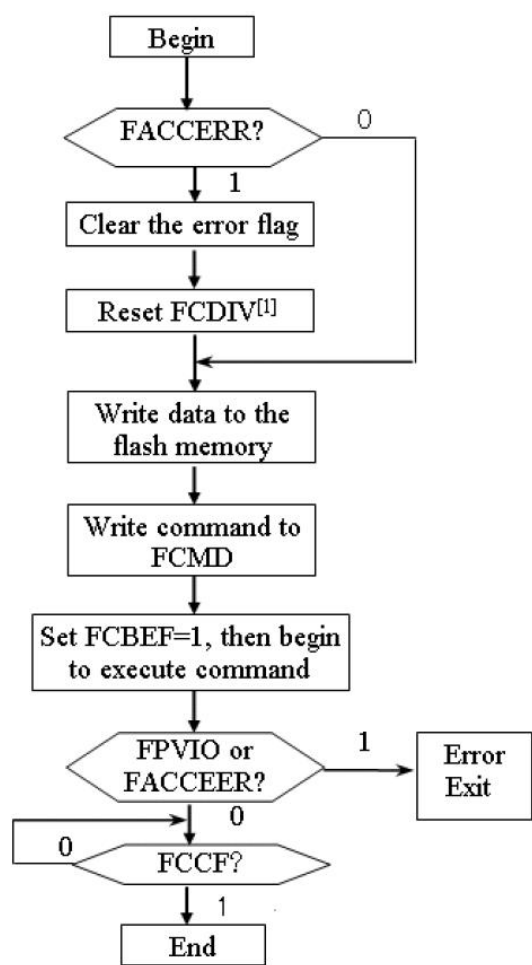 Begin
FACCERR?
0
1
Clear the error flag
Reset FCDIV[1]
Write data to the
flash memory
Write command to
FCMD
Set FCBEF=1, then begin
to execute command
FPVIO or
FACCEER?
1
Error
Exit
0
0
FCCF?
1
End